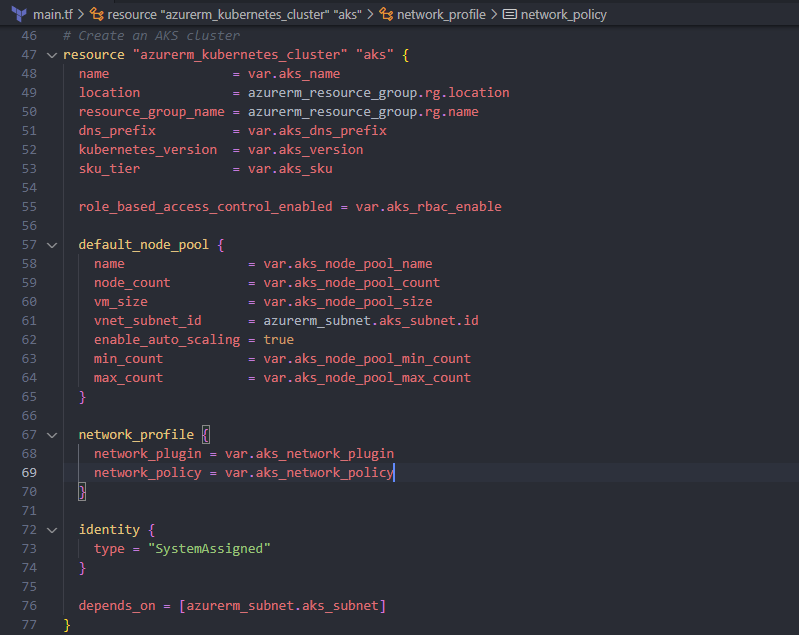 main.tf > resource "azurerm_kubernetes_cluster" "aks" > network_profile > network_policy
46 # Create an AKS cluster
47 resource "azurerm_kubernetes_cluster" "aks" {
48   name                = var.aks_name
49   location            = azurerm_resource_group.rg.location
50   resource_group_name = azurerm_resource_group.rg.name
51   dns_prefix          = var.aks_dns_prefix
52   kubernetes_version  = var.aks_version
53   sku_tier            = var.aks_sku
54
55   role_based_access_control_enabled = var.aks_rbac_enable
56
57   default_node_pool {
58     name                = var.aks_node_pool_name
59     node_count          = var.aks_node_pool_count
60     vm_size             = var.aks_node_pool_size
61     vnet_subnet_id      = azurerm_subnet.aks_subnet.id
62     enable_auto_scaling = true
63     min_count           = var.aks_node_pool_min_count
64     max_count           = var.aks_node_pool_max_count
65   }
66
67   network_profile {
68     network_plugin = var.aks_network_plugin
69     network_policy = var.aks_network_policy
70   }
71
72   identity {
73     type = "SystemAssigned"
74   }
75
76   depends_on = [azurerm_subnet.aks_subnet]
77 }